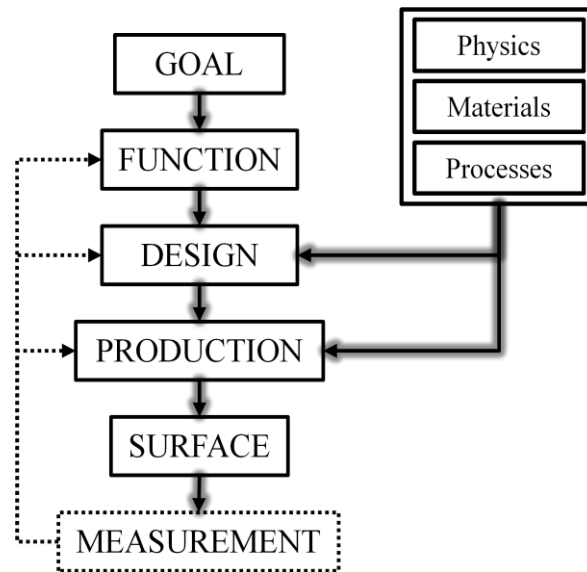 GOAL
FUNCTION
DESIGN
PRODUCTION
SURFACE
MEASUREMENT
Physics
Materials
Processes